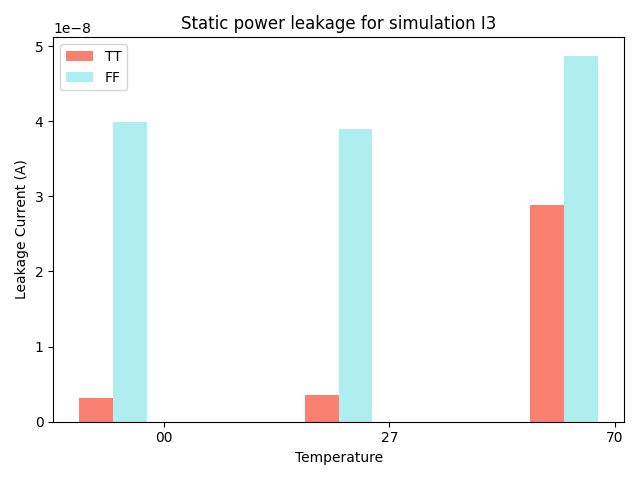 Static power leakage for simulation I3
1e−8
TT
FF
5
4
3
2
1
0
Leakage Current (A)
00
27
70
Temperature